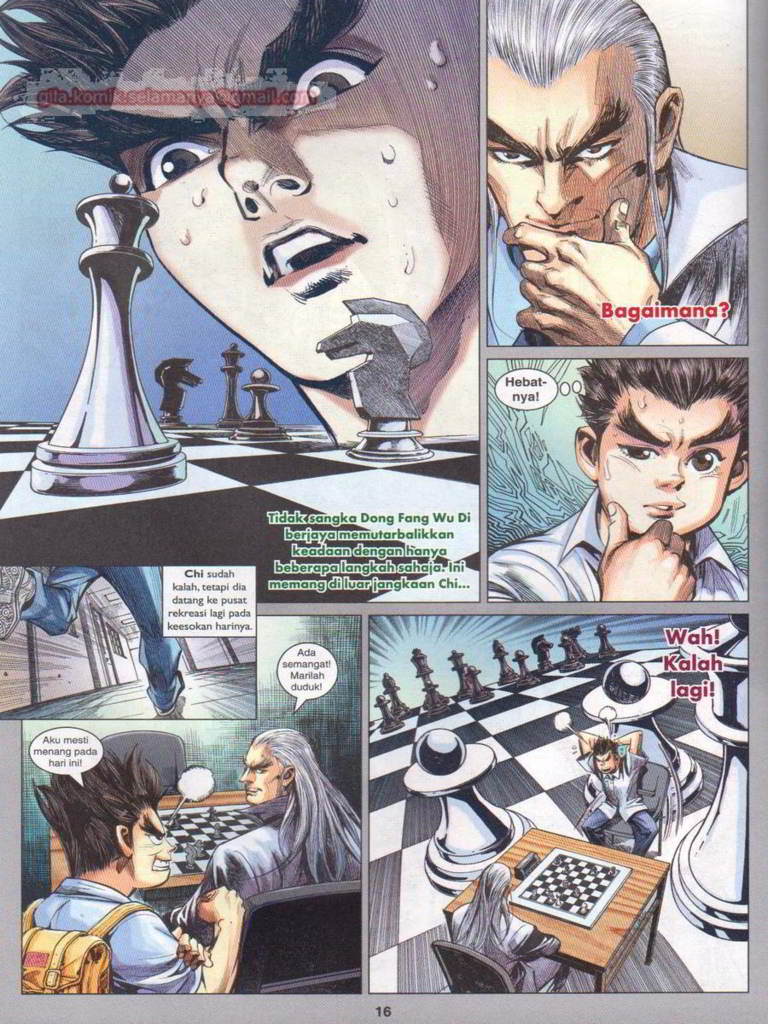 gila.komik.selamanya@gmail.com
Bagaimana?
Hebat-
nya!
Tidak sangka Dong Fang Wu Di
berjaya memutarbalikkan
keadaan dengan hanya
beberapa langkah sahaja. Ini
memang di luar jangkaan Chi...
Chi sudah
kalah, tetapi dia
datang ke pusat
rekreasi lagi pada
keesokan harinya.
Ada
semangat!
Marilah
duduk!
Aku mesti
menang pada
hari ini!
Wah!
Kalah
lagi!
16